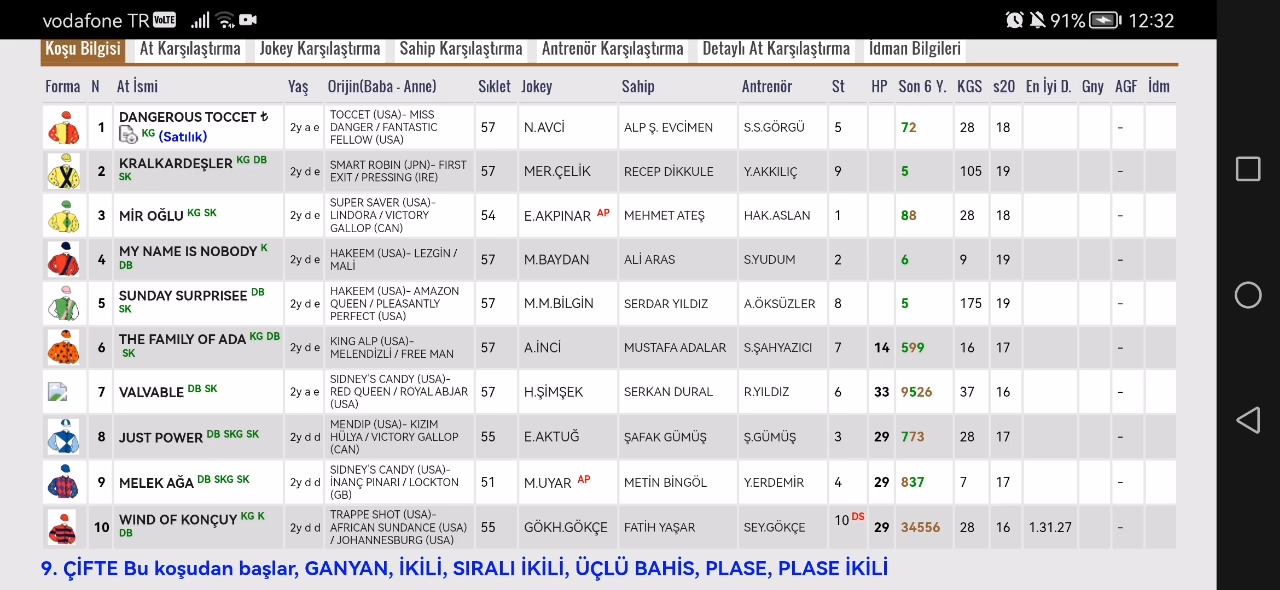 vodafone TR VoLTE 91% 12:32
Koşu Bilgisi At Karşılaştırma Jokey Karşılaştırma Sahip Karşılaştırma Antrenör Karşılaştırma Detaylı At Karşılaştırma İdman Bilgileri
Forma N At İsmi Yaş Orijin(Baba - Anne) Sıklet Jokey Sahip Antrenör St HP Son 6 Y. KGS s20 En İyi D. Gny AGF İdm
1 DANGEROUS TOCCET ₺ KG (Satılık) 2y a e TOCCET (USA)- MISS DANGER / FANTASTIC FELLOW (USA) 57 N.AVCİ ALP Ş. EVCİMEN S.S.GÖRGÜ 5 72 28 18 -
2 KRALKARDEŞLER KG DB SK 2y d e SMART ROBIN (JPN)- FIRST EXIT / PRESSING (IRE) 57 MER.ÇELİK RECEP DİKKULE Y.AKKILIÇ 9 5 105 19 -
3 MİR OĞLU KG SK 2y d e SUPER SAVER (USA)- LINDORA / VICTORY GALLOP (CAN) 54 E.AKPINAR AP MEHMET ATEŞ HAK.ASLAN 1 88 28 18 -
4 MY NAME IS NOBODY K DB 2y d e HAKEEM (USA)- LEZGİN / MALİ 57 M.BAYDAN ALİ ARAS S.YUDUM 2 6 9 19 -
5 SUNDAY SURPRISEE DB SK 2y d e HAKEEM (USA)- AMAZON QUEEN / PLEASANTLY PERFECT (USA) 57 M.M.BİLGİN SERDAR YILDIZ A.ÖKSÜZLER 8 5 175 19 -
6 THE FAMILY OF ADA KG DB SK 2y d e KING ALP (USA)- MELENDİZLİ / FREE MAN 57 A.İNCİ MUSTAFA ADALAR S.ŞAHYAZICI 7 14 599 16 17 -
7 VALVABLE DB SK 2y a e SIDNEY'S CANDY (USA)- RED QUEEN / ROYAL ABJAR (USA) 57 H.ŞİMŞEK SERKAN DURAL R.YILDIZ 6 33 9526 37 16 -
8 JUST POWER DB SKG SK 2y d d MENDIP (USA)- KIZIM HÜLYA / VICTORY GALLOP (CAN) 55 E.AKTUĞ ŞAFAK GÜMÜŞ Ş.GÜMÜŞ 3 29 773 28 17 -
9 MELEK AĞA DB SKG SK 2y d d SIDNEY'S CANDY (USA)- İNANÇ PINARI / LOCKTON (GB) 51 M.UYAR AP METİN BİNGÖL Y.ERDEMİR 4 29 837 7 17 -
10 WIND OF KONÇUY KG K DB 2y d d TRAPPE SHOT (USA)- AFRICAN SUNDANCE (USA) / JOHANNESBURG (USA) 55 GÖKH.GÖKÇE FATİH YAŞAR SEY.GÖKÇE 10 DS 29 34556 28 16 1.31.27 -
9. ÇİFTE Bu koşudan başlar, GANYAN, İKİLİ, SIRALI İKİLİ, ÜÇLÜ BAHİS, PLASE, PLASE İKİLİ